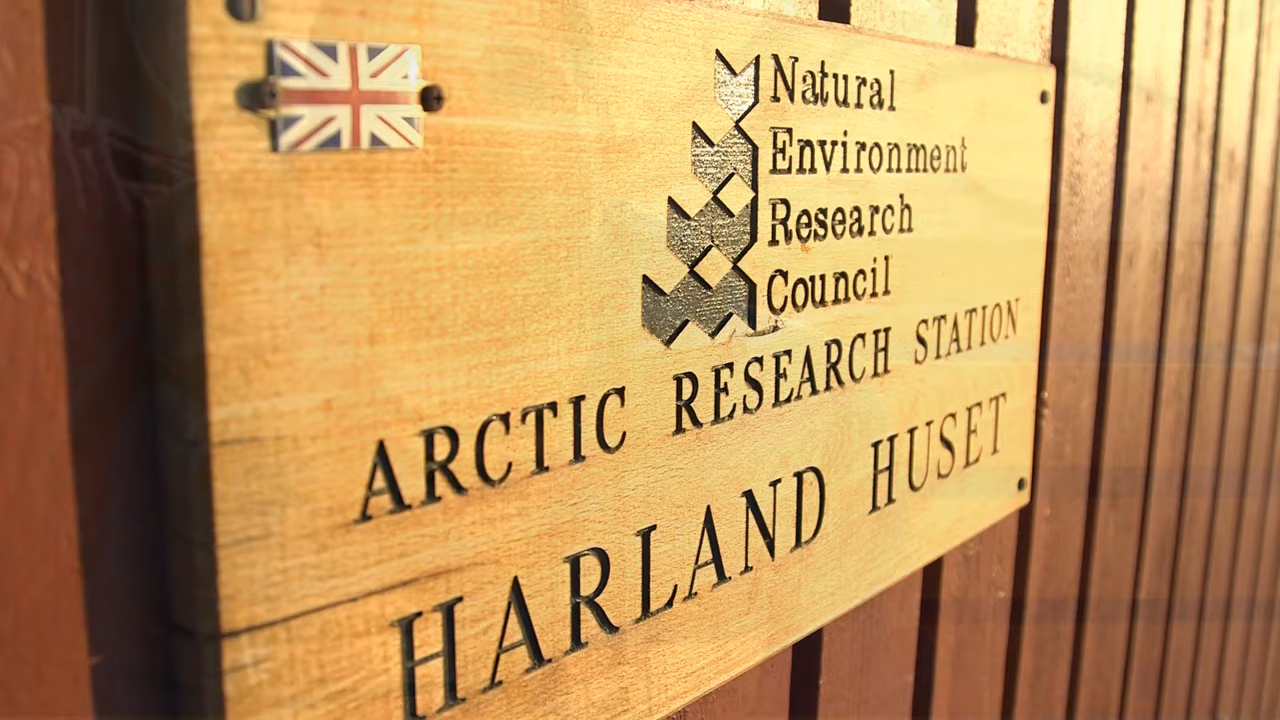 Natural
Environment
Research
Council
ARCTIC RESEARCH STATION
HARLAND HUSET